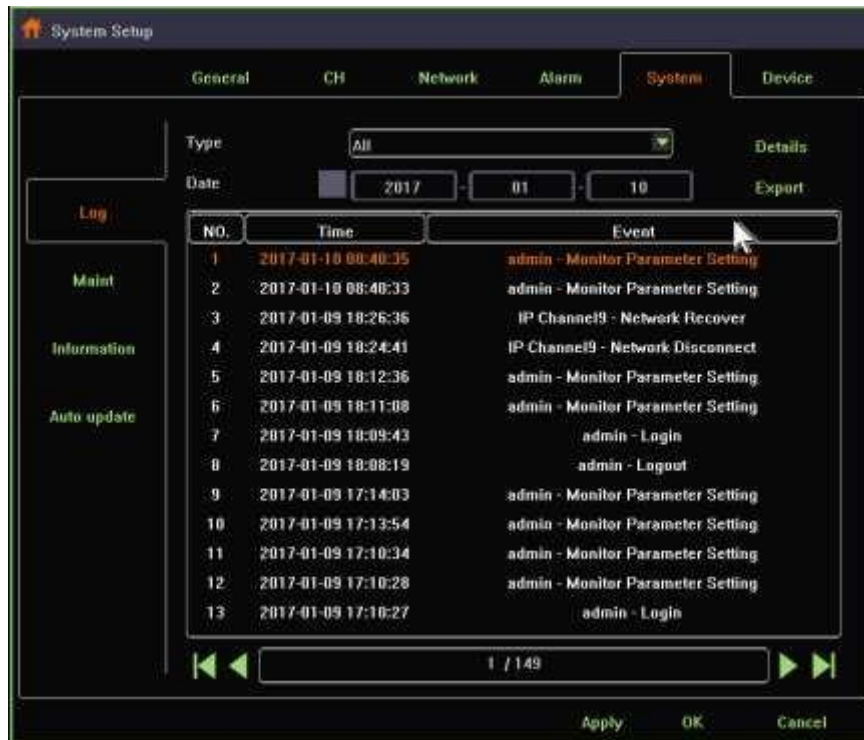 System Setup
General CH Network Alarm System Device
Type All Details
Date 2017 - 01 - 10 Export
Log
Maint
Information
Auto update
NO. Time Event
1 2017-01-10 08:40:35 admin - Monitor Parameter Setting
2 2017-01-10 08:40:33 admin - Monitor Parameter Setting
3 2017-01-09 18:26:36 IP Channel9 - Network Recover
4 2017-01-09 18:24:41 IP Channel9 - Network Disconnect
5 2017-01-09 18:12:36 admin - Monitor Parameter Setting
6 2017-01-09 18:11:08 admin - Monitor Parameter Setting
7 2017-01-09 18:09:43 admin - Login
8 2017-01-09 18:08:19 admin - Logout
9 2017-01-09 17:14:03 admin - Monitor Parameter Setting
10 2017-01-09 17:13:54 admin - Monitor Parameter Setting
11 2017-01-09 17:10:34 admin - Monitor Parameter Setting
12 2017-01-09 17:10:28 admin - Monitor Parameter Setting
13 2017-01-09 17:10:27 admin - Login
1 / 149
Apply OK Cancel